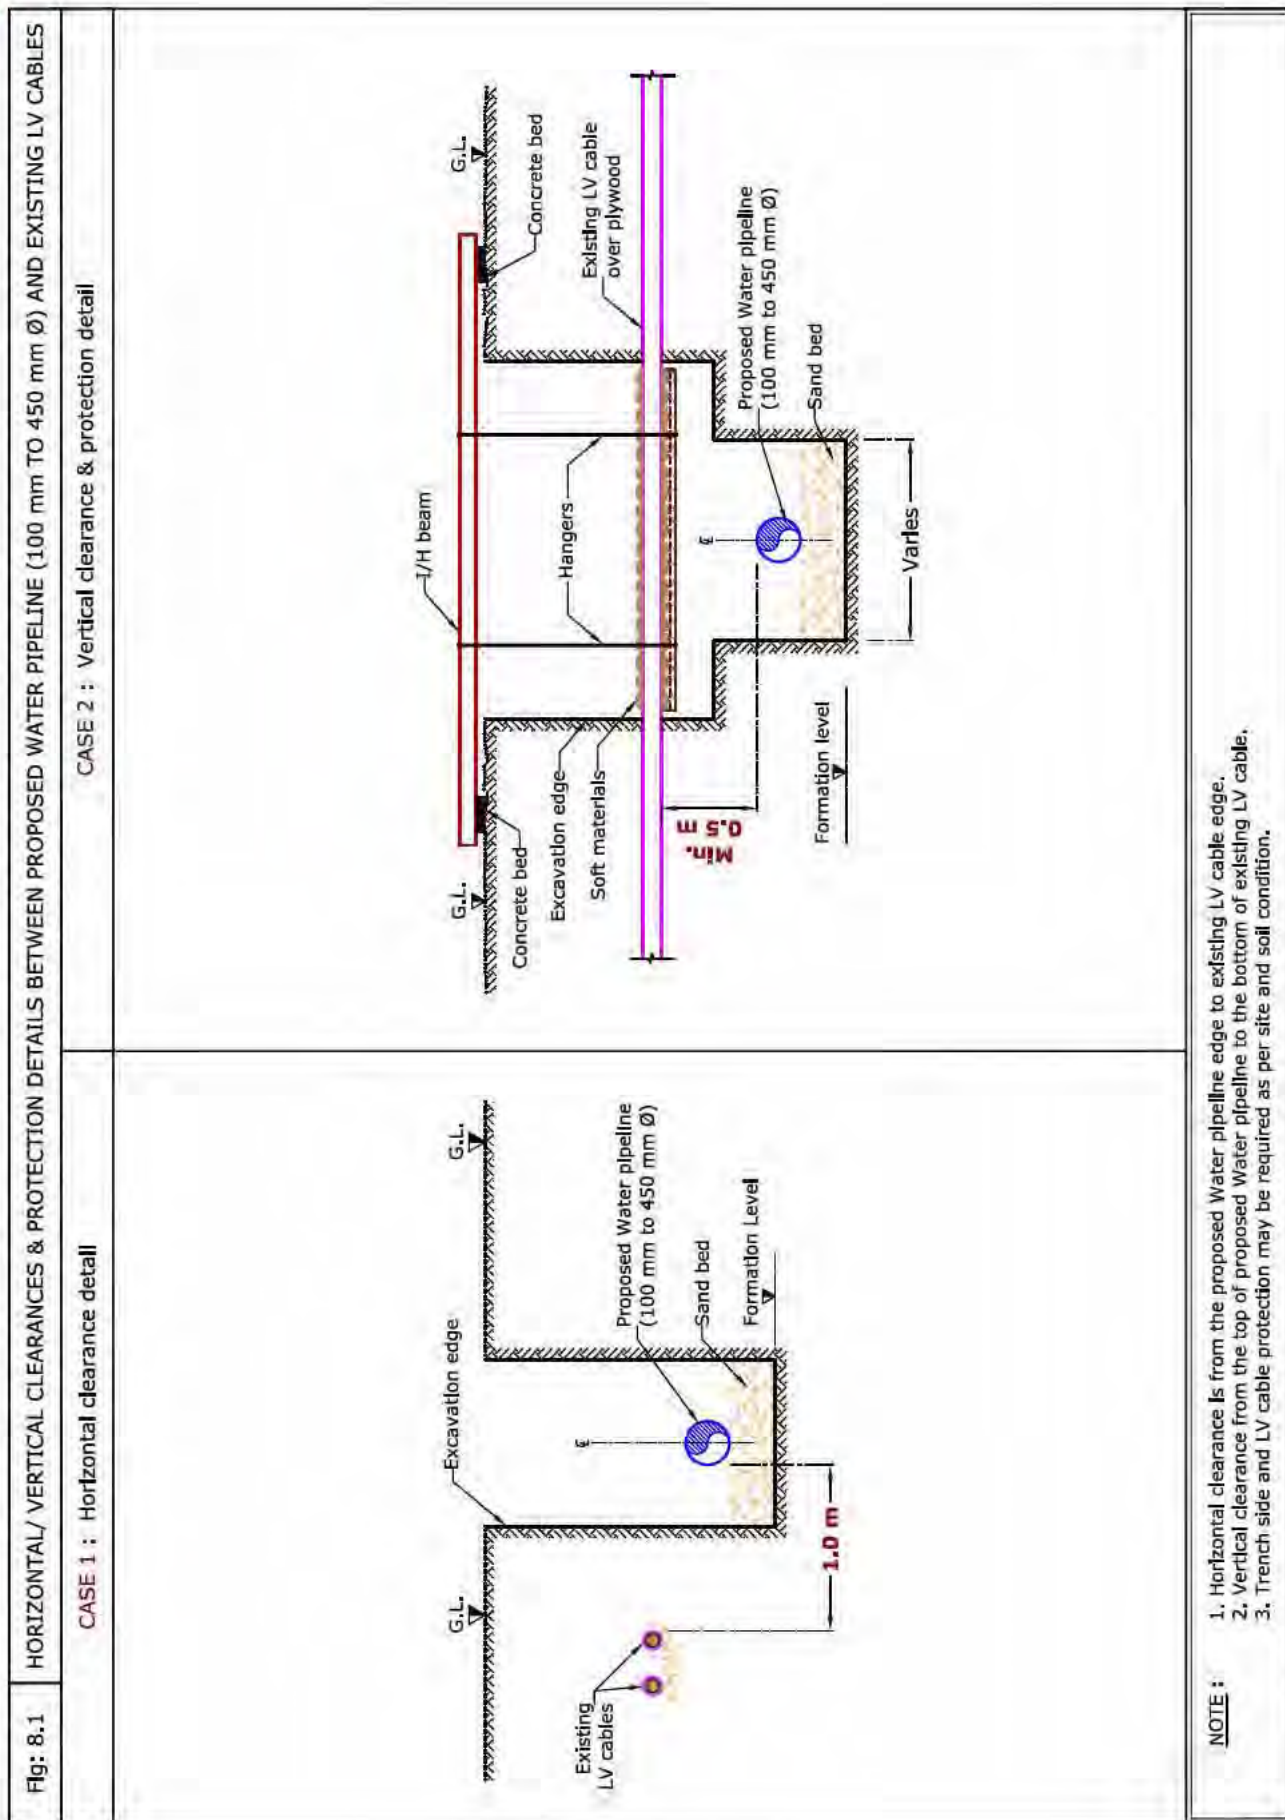 Fig: 8.1
HORIZONTAL/ VERTICAL CLEARANCES & PROTECTION DETAILS BETWEEN PROPOSED WATER PIPELINE (100 mm TO 450 mm Ø) AND EXISTING LV CABLES
CASE 1 : Horizontal clearance detail
G.L.
Excavation edge
G.L.
Existing
LV cables
℄
Proposed Water pipeline
(100 mm to 450 mm Ø)
Sand bed
Formation Level
1.0 m
CASE 2 : Vertical clearance & protection detail
I/H beam
G.L.
G.L.
Concrete bed
Concrete bed
Excavation edge
Hangers
Soft materials
Existing LV cable
over plywood
Min.
0.5 m
℄
Proposed Water pipeline
(100 mm to 450 mm Ø)
Sand bed
Formation level
Varies
NOTE :
1. Horizontal clearance is from the proposed Water pipeline edge to existing LV cable edge.
2. Vertical clearance from the top of proposed Water pipeline to the bottom of existing LV cable.
3. Trench side and LV cable protection may be required as per site and soil condition.